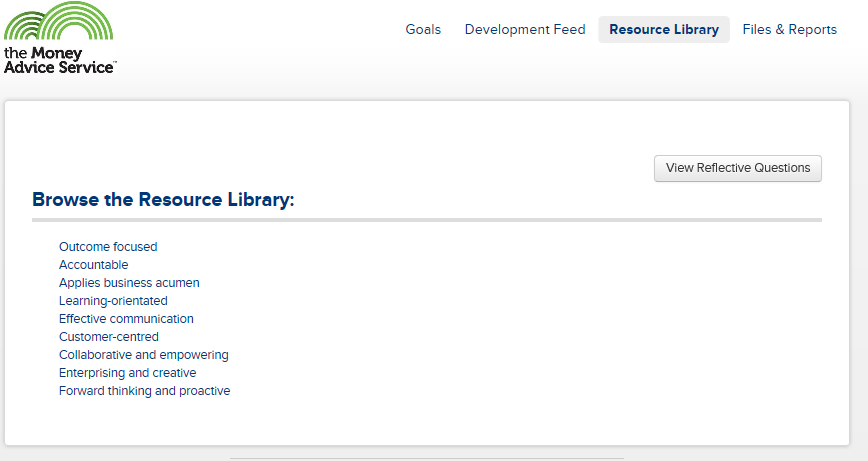 the Money
Advice Service™
Goals
Development Feed
Resource Library
Files & Reports
View Reflective Questions
Browse the Resource Library:
Outcome focused
Accountable
Applies business acumen
Learning-orientated
Effective communication
Customer-centred
Collaborative and empowering
Enterprising and creative
Forward thinking and proactive